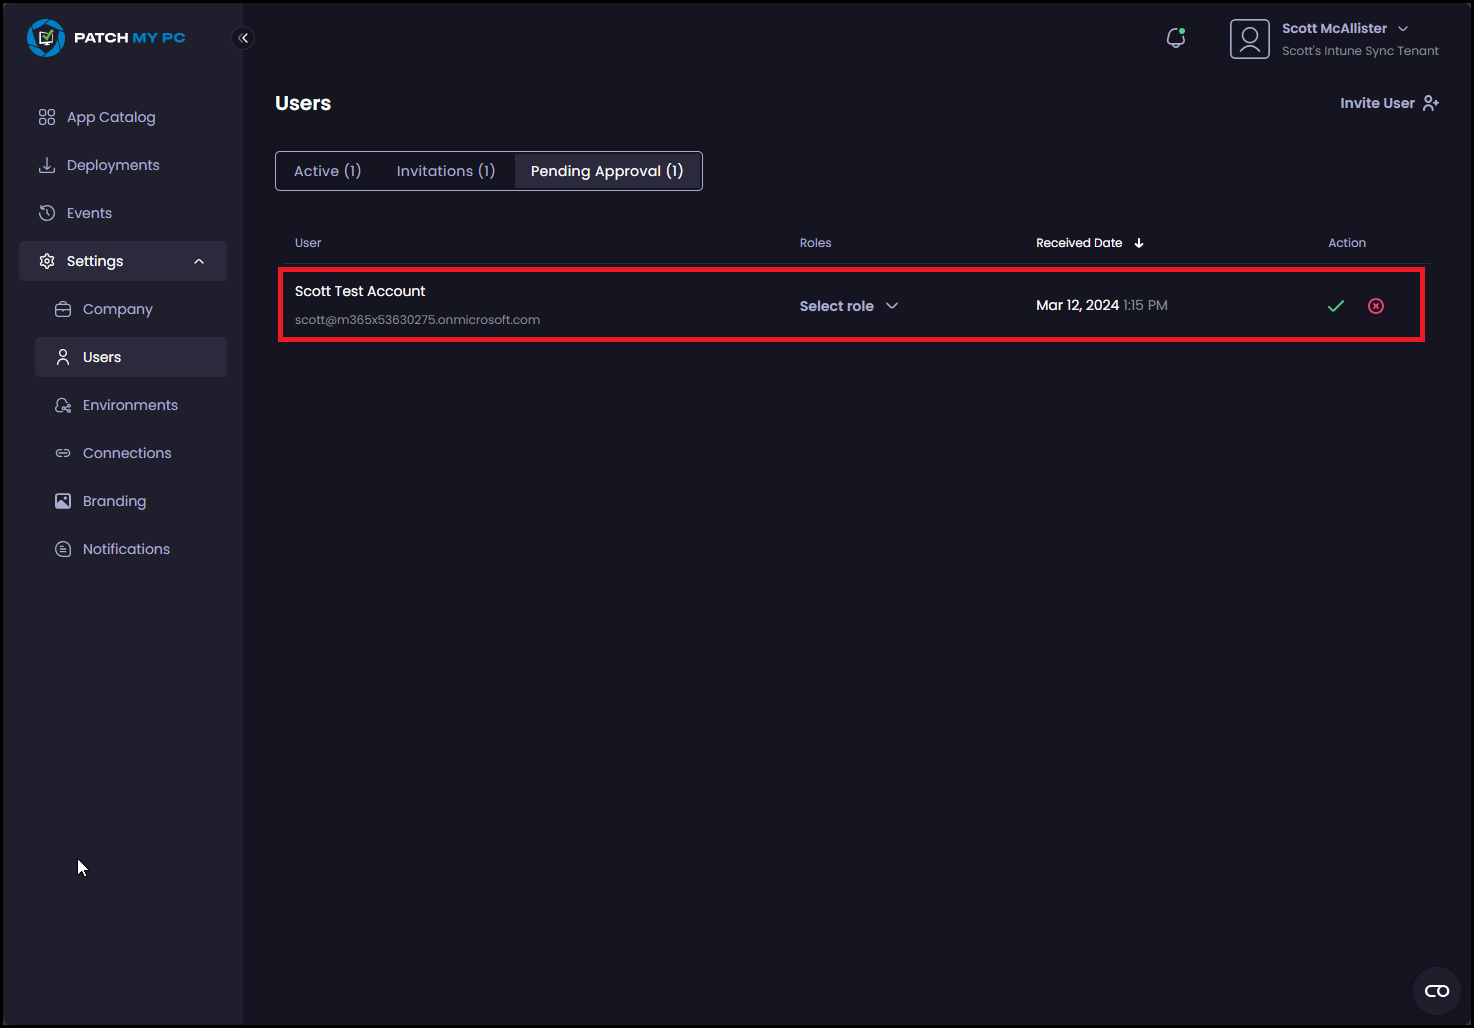 PATCH MY PC
Scott McAllister
Scott's Intune Sync Tenant
App Catalog
Deployments
Events
Settings
Company
Users
Environments
Connections
Branding
Notifications
Users
Invite User
Active (1)
Invitations (1)
Pending Approval (1)
User
Roles
Received Date
Action
Scott Test Account
scott@m365x53630275.onmicrosoft.com
Select role
Mar 12, 2024 1:15 PM